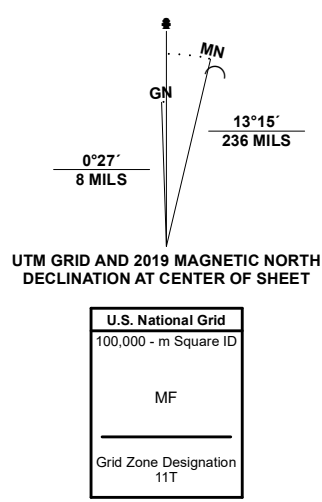 MN
GN
13°15´
236 MILS
0°27´
8 MILS
UTM GRID AND 2019 MAGNETIC NORTH
DECLINATION AT CENTER OF SHEET
U.S. National Grid
100,000 - m Square ID
MF
Grid Zone Designation
11T